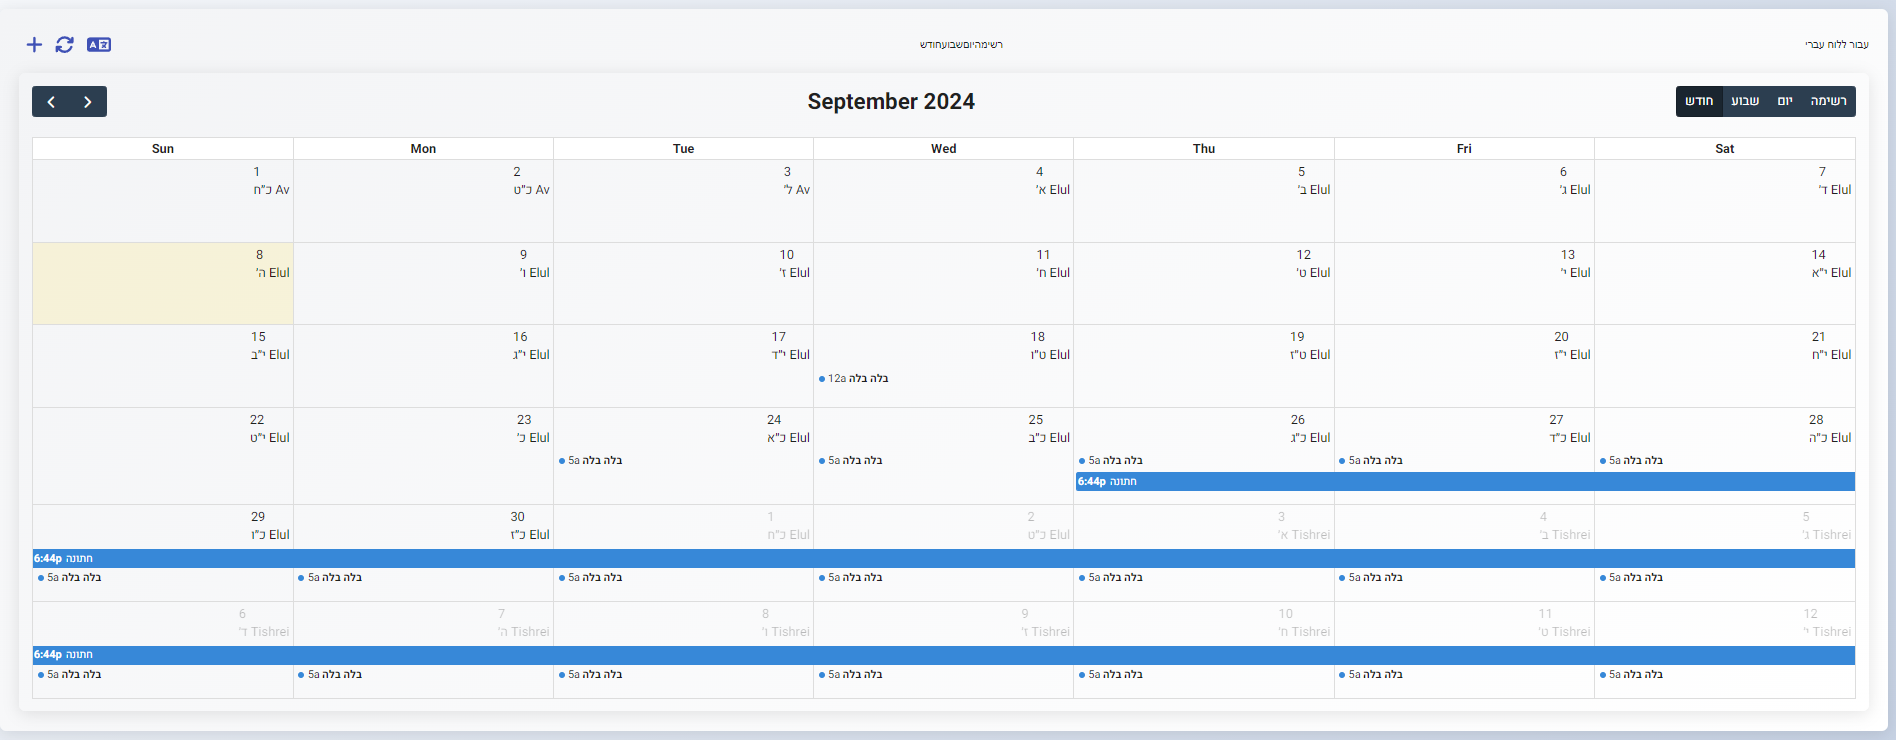 רשימהיוםשבועחודש
עבור ללוח עברי
September 2024
חודש שבוע יום רשימה
Sun Mon Tue Wed Thu Fri Sat
1 2 3 4 5 6 7
כ״ח Av כ״ט Av ל׳ Av א׳ Elul ב׳ Elul ג׳ Elul ד׳ Elul
8 9 10 11 12 13 14
ה׳ Elul ו׳ Elul ז׳ Elul ח׳ Elul ט׳ Elul י׳ Elul י״א Elul
15 16 17 18 19 20 21
י״ב Elul י״ג Elul י״ד Elul ט״ו Elul ט״ז Elul י״ז Elul י״ח Elul
12a בלה בלה
22 23 24 25 26 27 28
י״ט Elul כ׳ Elul כ״א Elul כ״ב Elul כ״ג Elul כ״ד Elul כ״ה Elul
5a בלה בלה 5a בלה בלה 5a בלה בלה 5a בלה בלה 5a בלה בלה
6:44p חתונה
29 30 1 2 3 4 5
כ״ו Elul כ״ז Elul כ״ח Elul כ״ט Elul א׳ Tishrei ב׳ Tishrei ג׳ Tishrei
6:44p חתונה
5a בלה בלה 5a בלה בלה 5a בלה בלה 5a בלה בלה 5a בלה בלה 5a בלה בלה 5a בלה בלה
6 7 8 9 10 11 12
ד׳ Tishrei ה׳ Tishrei ו׳ Tishrei ז׳ Tishrei ח׳ Tishrei ט׳ Tishrei י׳ Tishrei
6:44p חתונה
5a בלה בלה 5a בלה בלה 5a בלה בלה 5a בלה בלה 5a בלה בלה 5a בלה בלה 5a בלה בלה